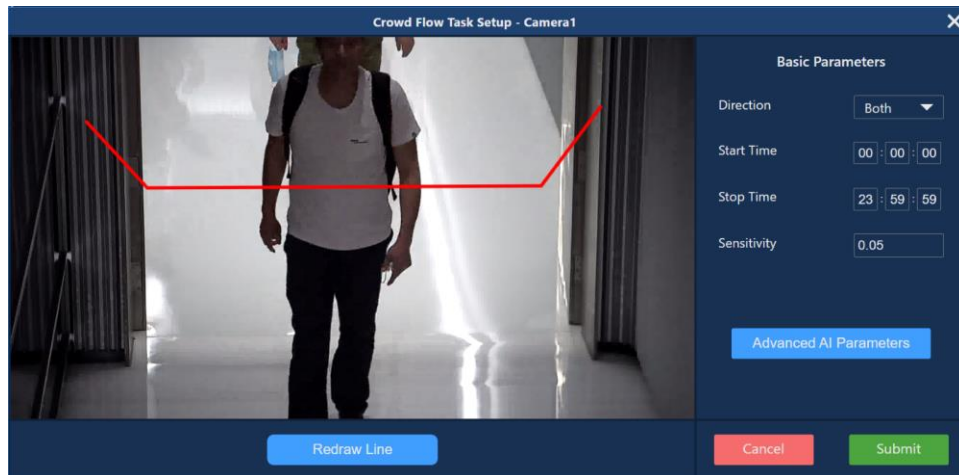 Crowd Flow Task Setup - Camera1
Basic Parameters
Direction Both
Start Time 00 : 00 : 00
Stop Time 23 : 59 : 59
Sensitivity 0.05
Advanced AI Parameters
Redraw Line
Cancel Submit